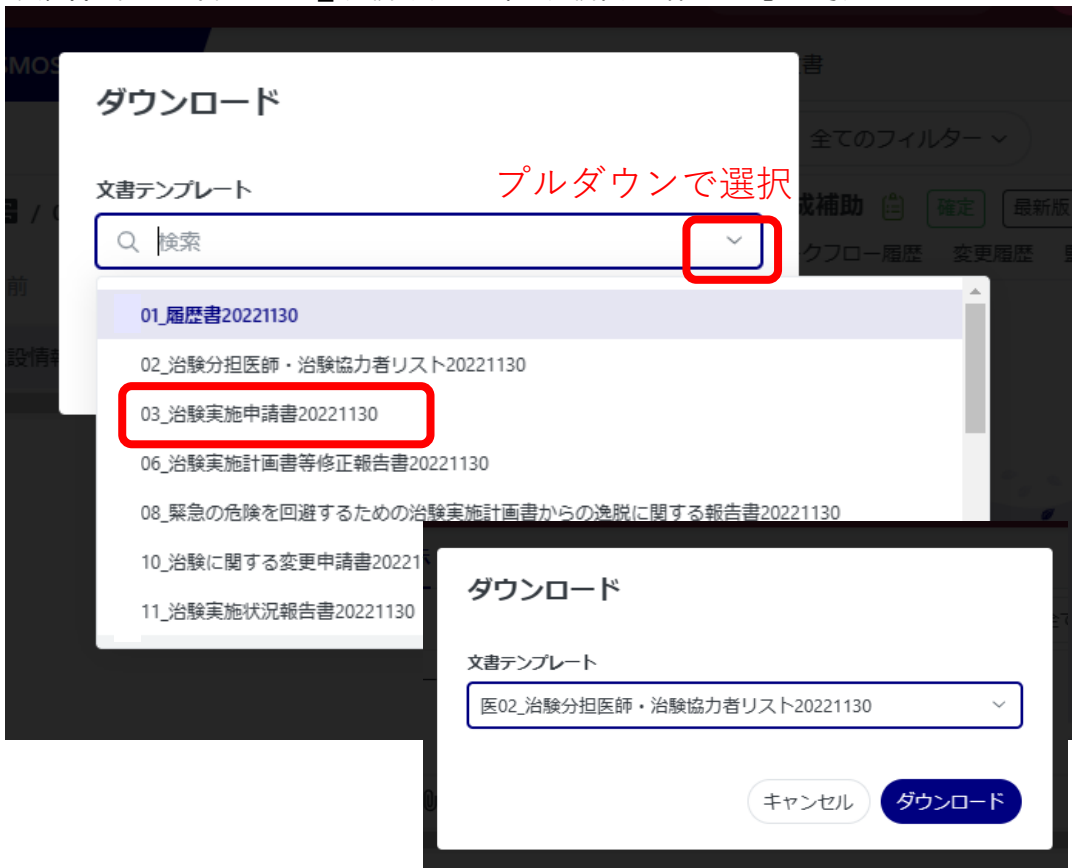 MOS
書
ダウンロード
全てのフィルター
文書テンプレート
プルダウンで選択
成補助
確定
最新版
検索
クフロー履歴
変更履歴
前
01_履歴書20221130
設情報
02_治験分担医師・治験協力者リスト20221130
03_治験実施申請書20221130
06_治験実施計画書等修正報告書20221130
08_緊急の危険を回避するための治験実施計画書からの逸脱に関する報告書20221130
10_治験に関する変更申請書20221
11_治験実施状況報告書20221130
ダウンロード
文書テンプレート
医02_治験分担医師・治験協力者リスト20221130
キャンセル
ダウンロード